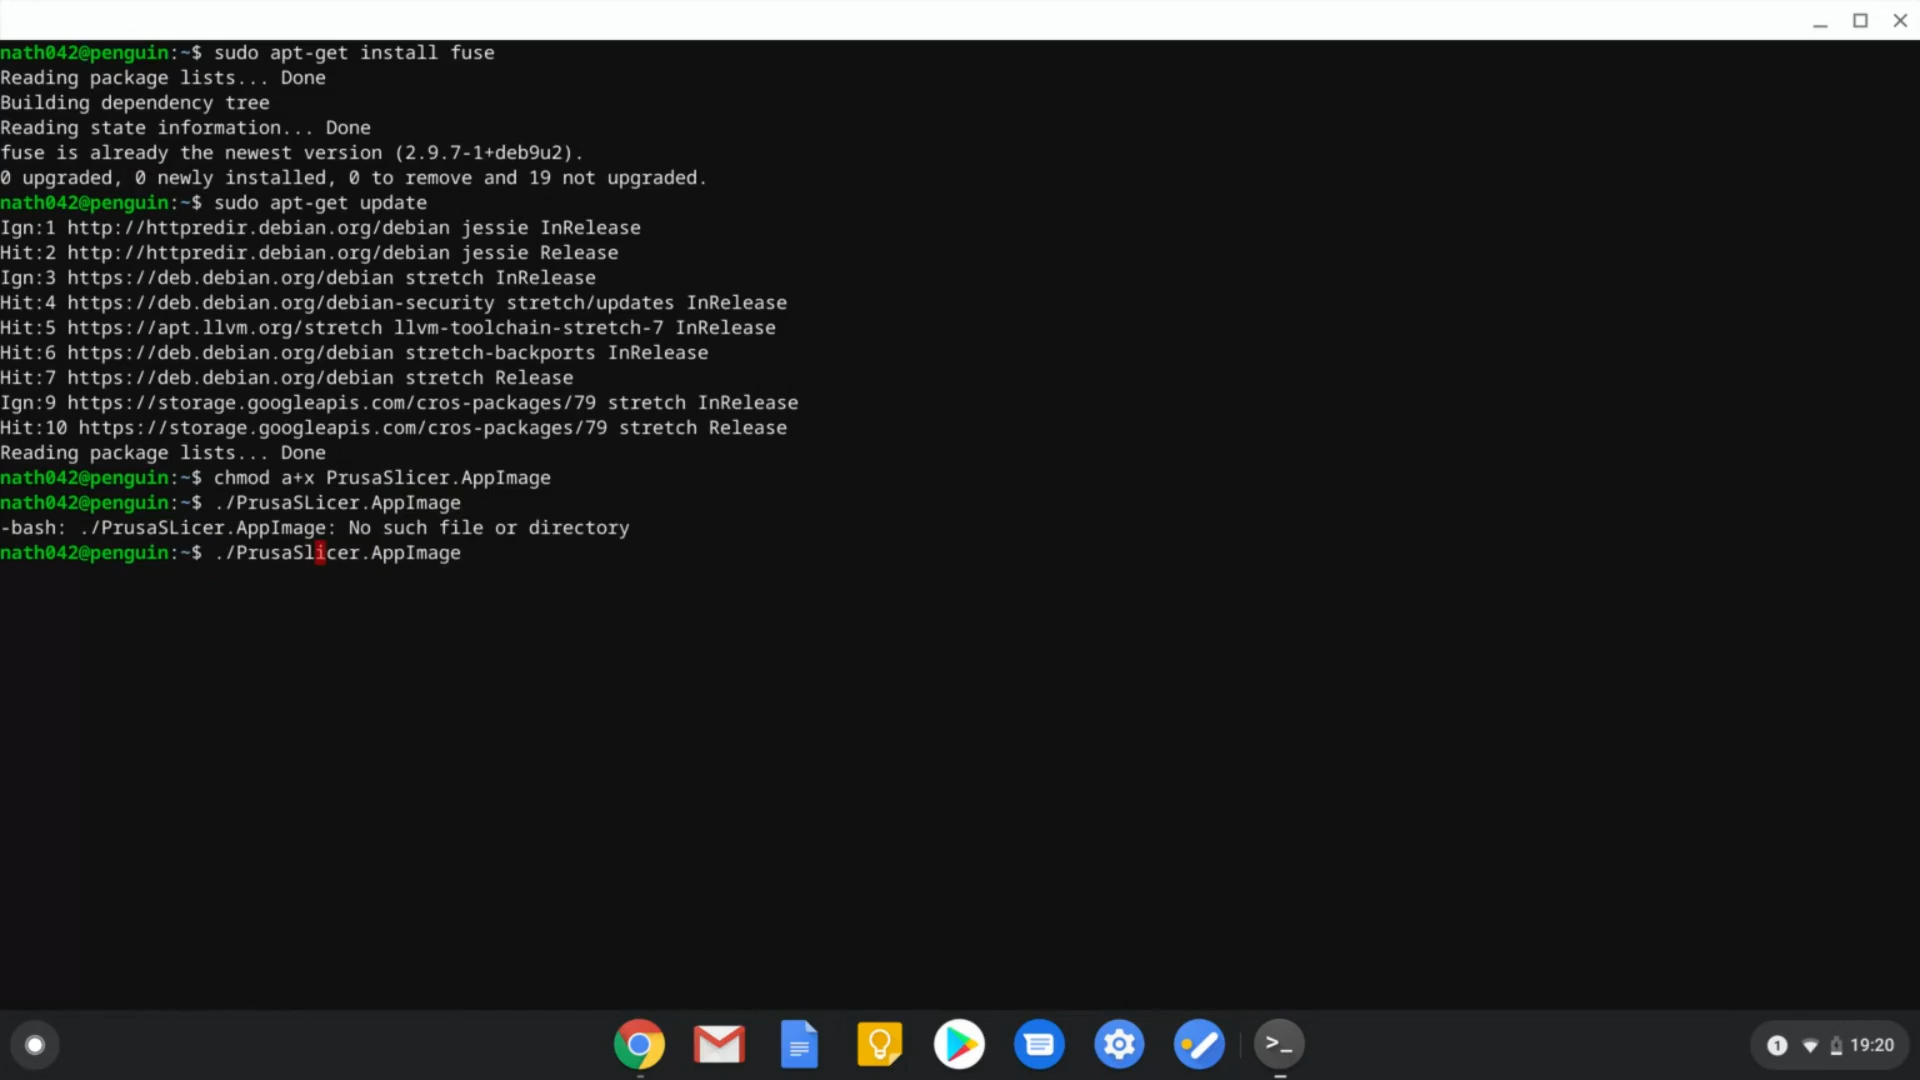 nath042@penguin:~$ sudo apt-get install fuse
Reading package lists... Done
Building dependency tree
Reading state information... Done
fuse is already the newest version (2.9.7-1+deb9u2).
0 upgraded, 0 newly installed, 0 to remove and 19 not upgraded.
nath042@penguin:~$ sudo apt-get update
Ign:1 http://httpredir.debian.org/debian jessie InRelease
Hit:2 http://httpredir.debian.org/debian jessie Release
Ign:3 https://deb.debian.org/debian stretch InRelease
Hit:4 https://deb.debian.org/debian-security stretch/updates InRelease
Hit:5 https://apt.llvm.org/stretch llvm-toolchain-stretch-7 InRelease
Hit:6 https://deb.debian.org/debian stretch-backports InRelease
Hit:7 https://deb.debian.org/debian stretch Release
Ign:9 https://storage.googleapis.com/cros-packages/79 stretch InRelease
Hit:10 https://storage.googleapis.com/cros-packages/79 stretch Release
Reading package lists... Done
nath042@penguin:~$ chmod a+x PrusaSlicer.AppImage
nath042@penguin:~$ ./PrusaSLicer.AppImage
-bash: ./PrusaSLicer.AppImage: No such file or directory
nath042@penguin:~$ ./PrusaSlicer.AppImage
>_
1 19:20